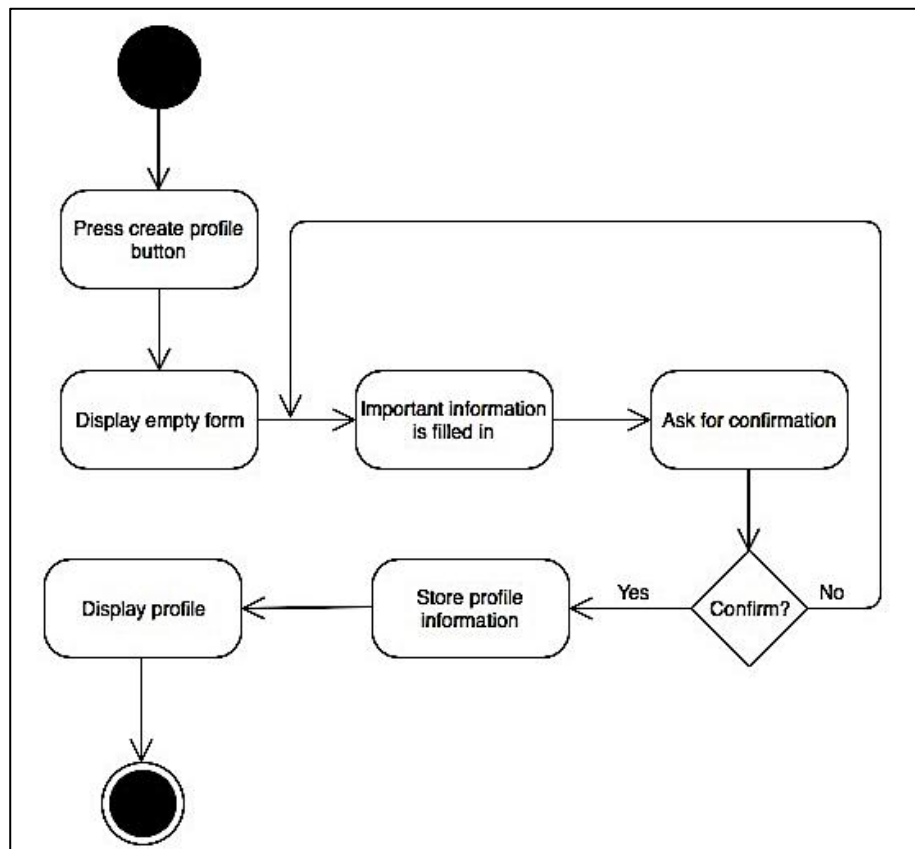 Press create profile
button
Display empty form
Important information
is filled in
Ask for confirmation
Confirm?
No
Yes
Store profile
information
Display profile